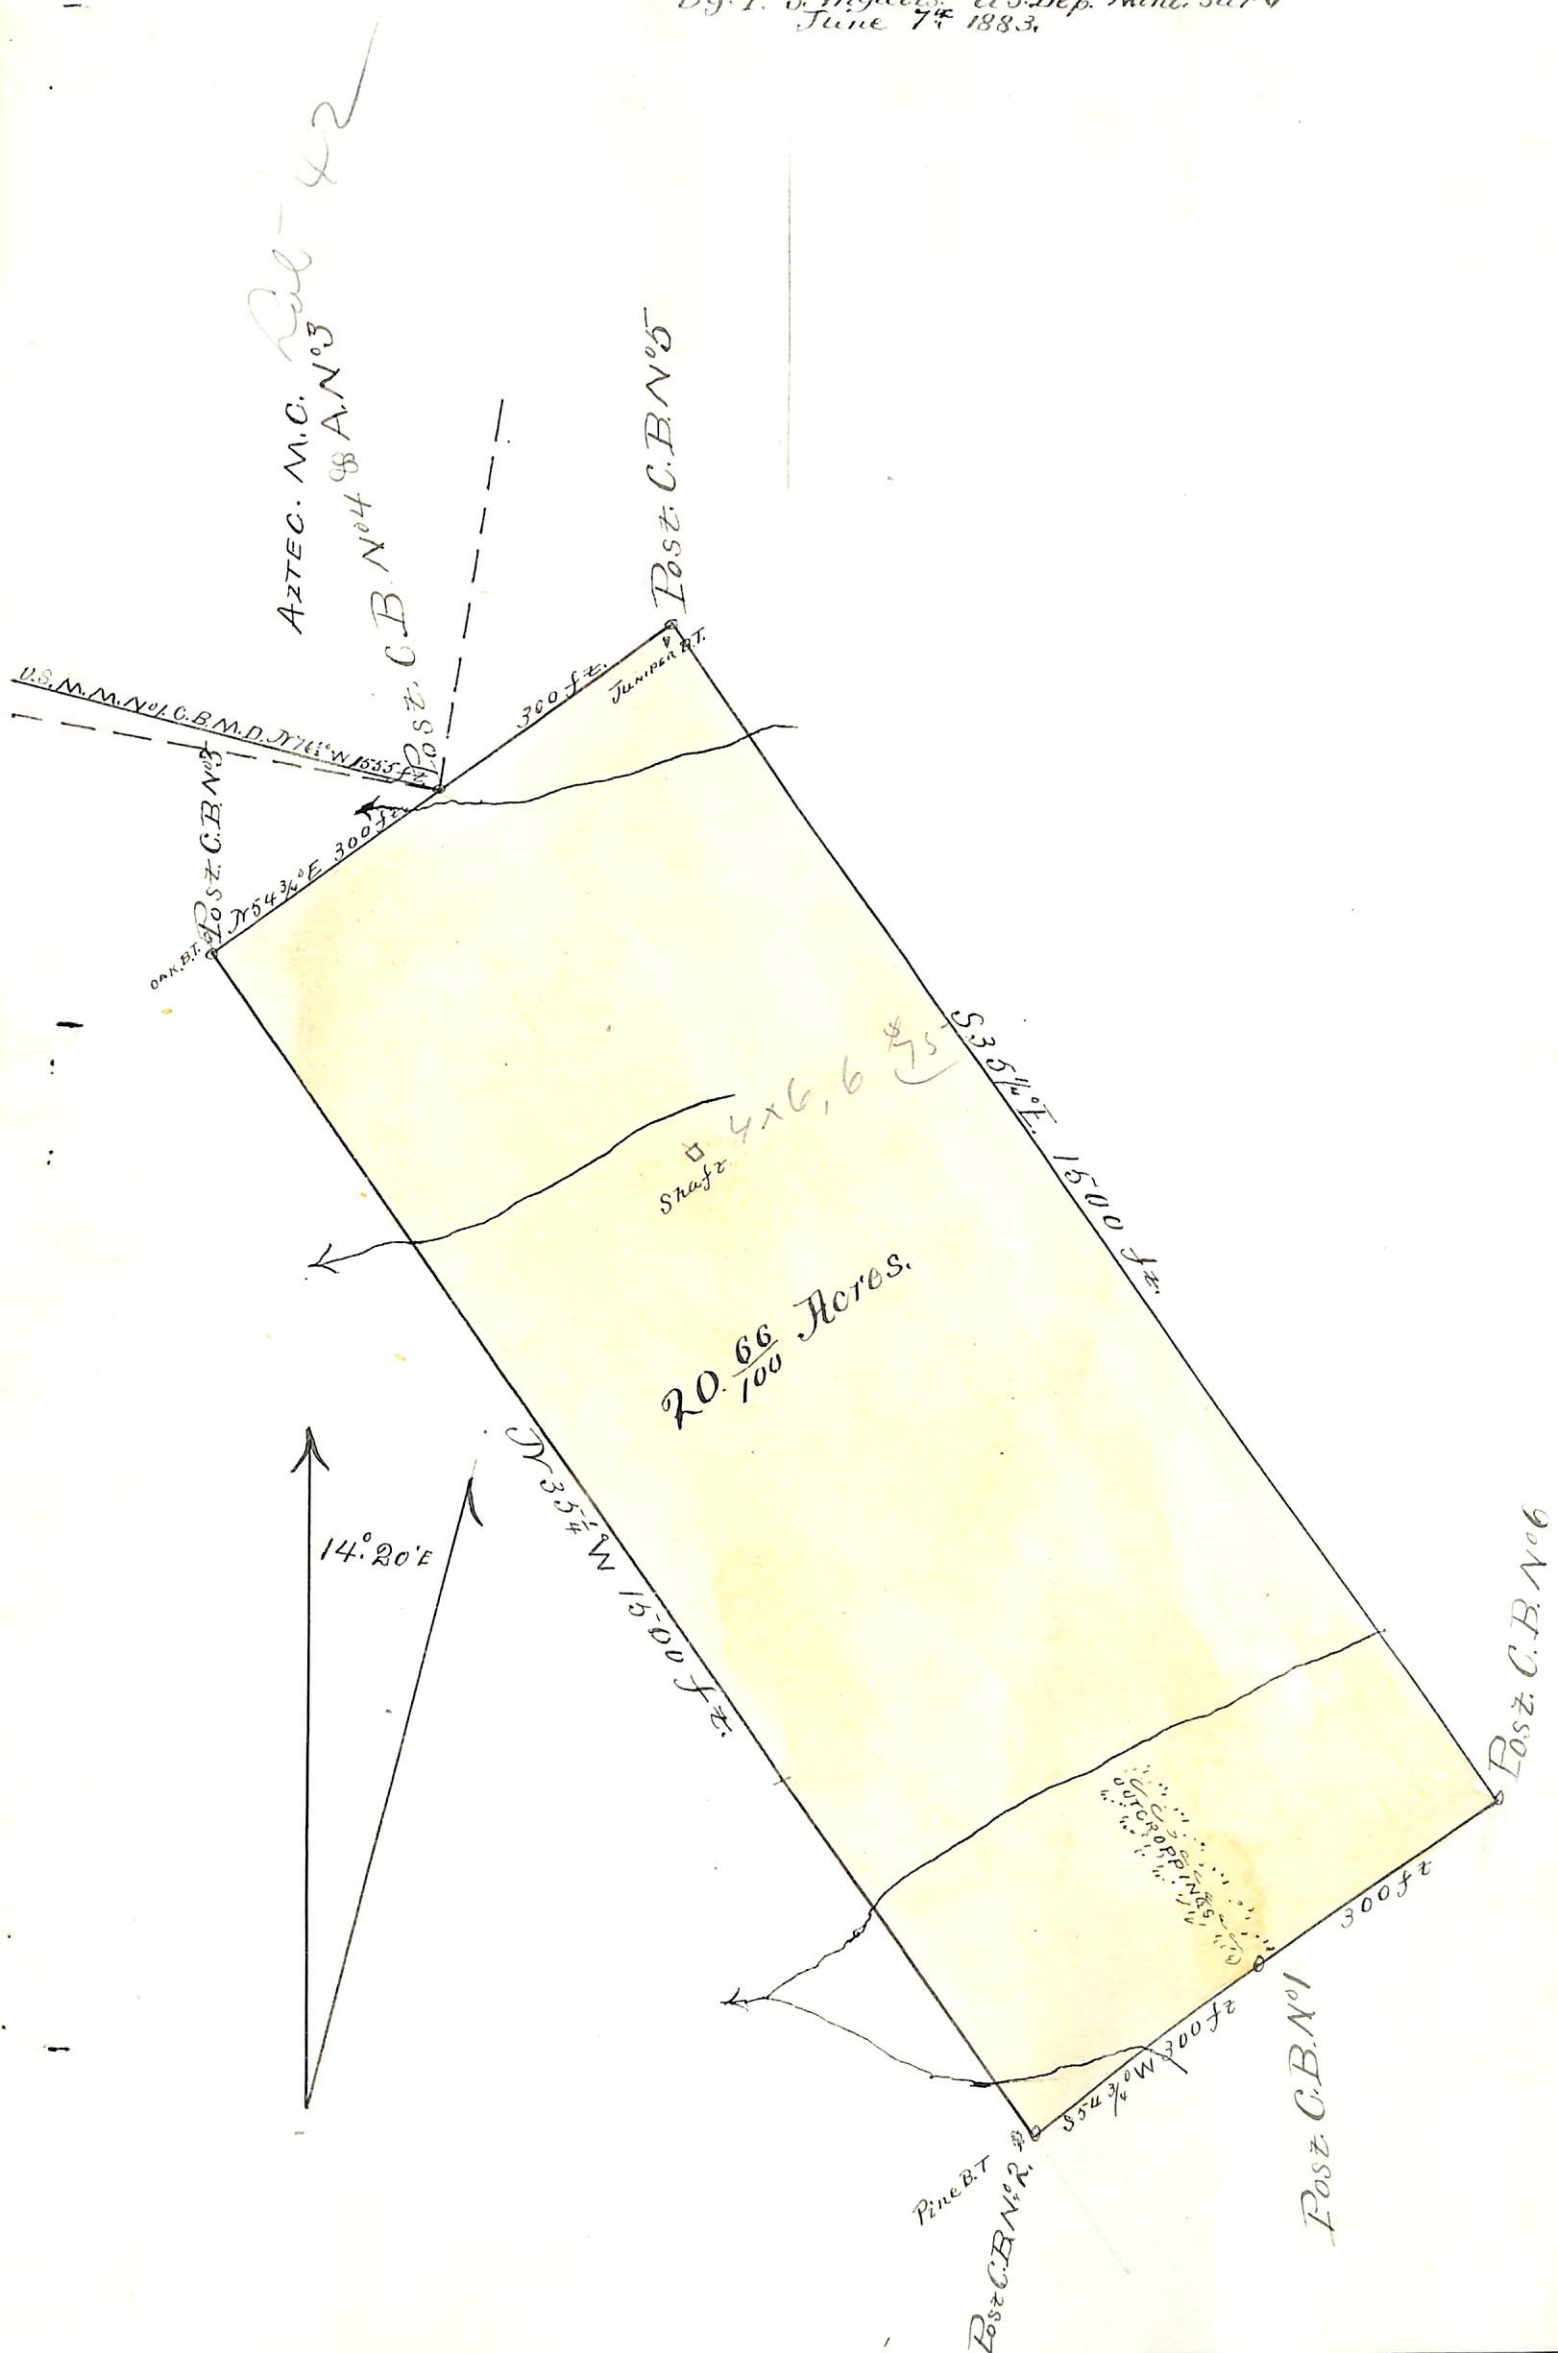 June 7th 1883.
42
AZTEC. M.C.
A. Nº3
Post. C.B. Nº4 &
Post. C.B. Nº5
U.S.M.M. Nº1. C.B.M.D. N76½°W 1555 ft.
Post. C.B. Nº3
300 ft.
JUNIPER B.T.
N54¾°E 300 ft.
OAK. B.T.
S35¼°E. 1500 ft.
4x6, 6
Shaft.
20. 66/100 Acres.
N35¼°W 1500 ft.
14°. 20'E
Post. C.B. Nº6
OUTCROPPINGS
300 ft
S54¾°W 300 ft
Post. C.B. Nº1
Pine B.T
Post C.B. Nº2.